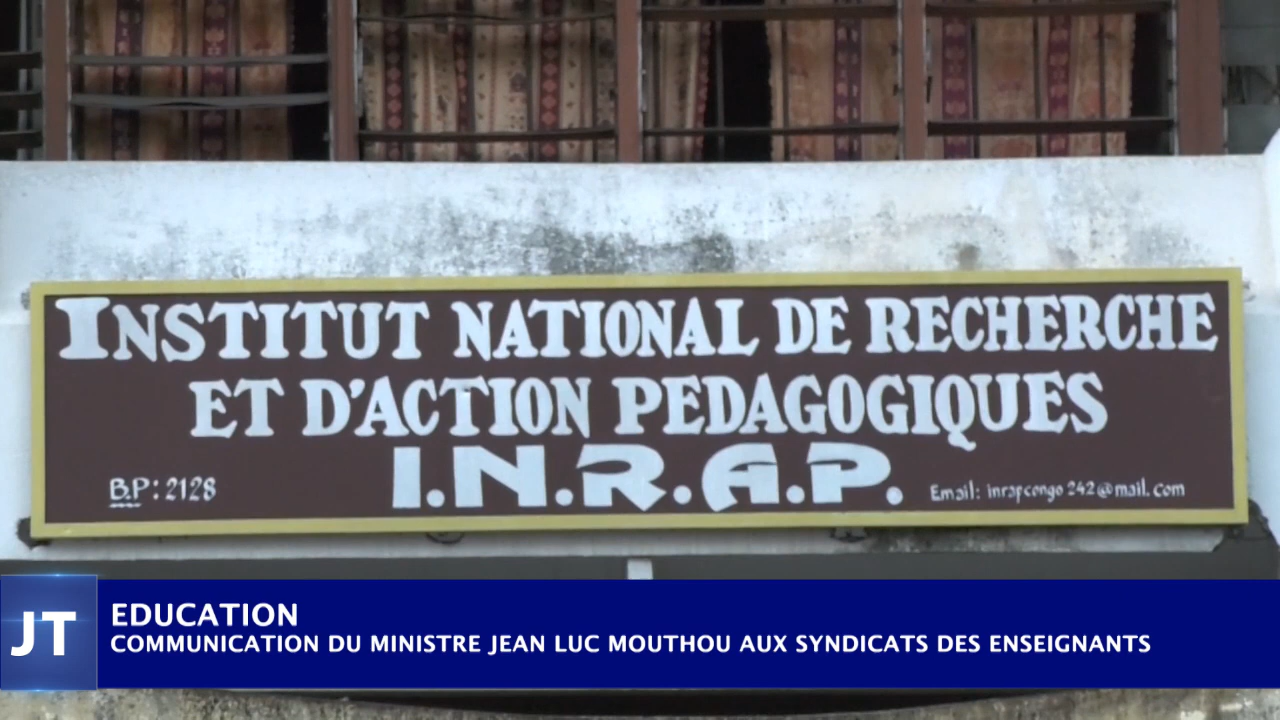 INSTITUT NATIONAL DE RECHERCHE
ET D'ACTION PEDAGOGIQUES
I.N.R.A.P.
B.P: 2128
Email: inrapcongo242@mail.com
JT
EDUCATION
COMMUNICATION DU MINISTRE JEAN LUC MOUTHOU AUX SYNDICATS DES ENSEIGNANTS